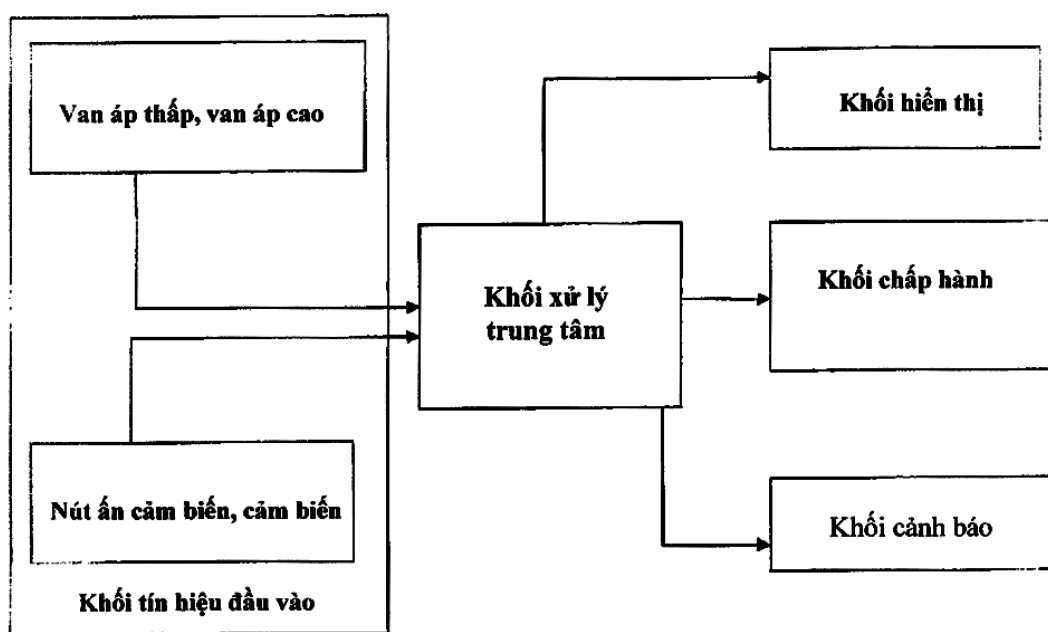 Van áp thấp, van áp cao
Khối hiển thị
Khối xử lý
trung tâm
Khối chấp hành
Nút ấn cảm biến, cảm biến
Khối cảnh báo
Khối tín hiệu đầu vào